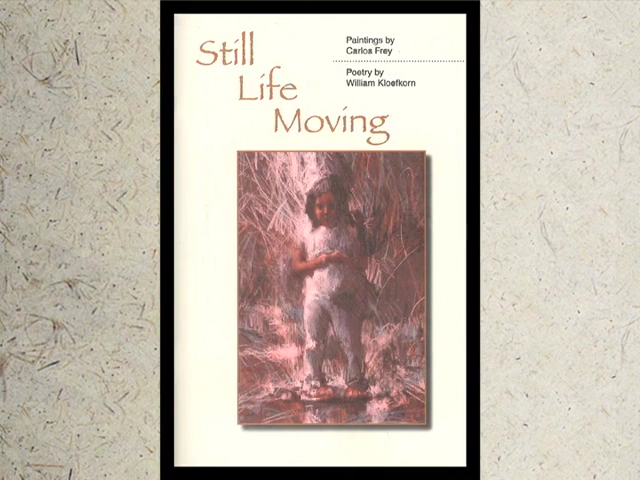 Still
Life
Moving
Paintings by
Carlos Frey
Poetry by
William Kloefkorn